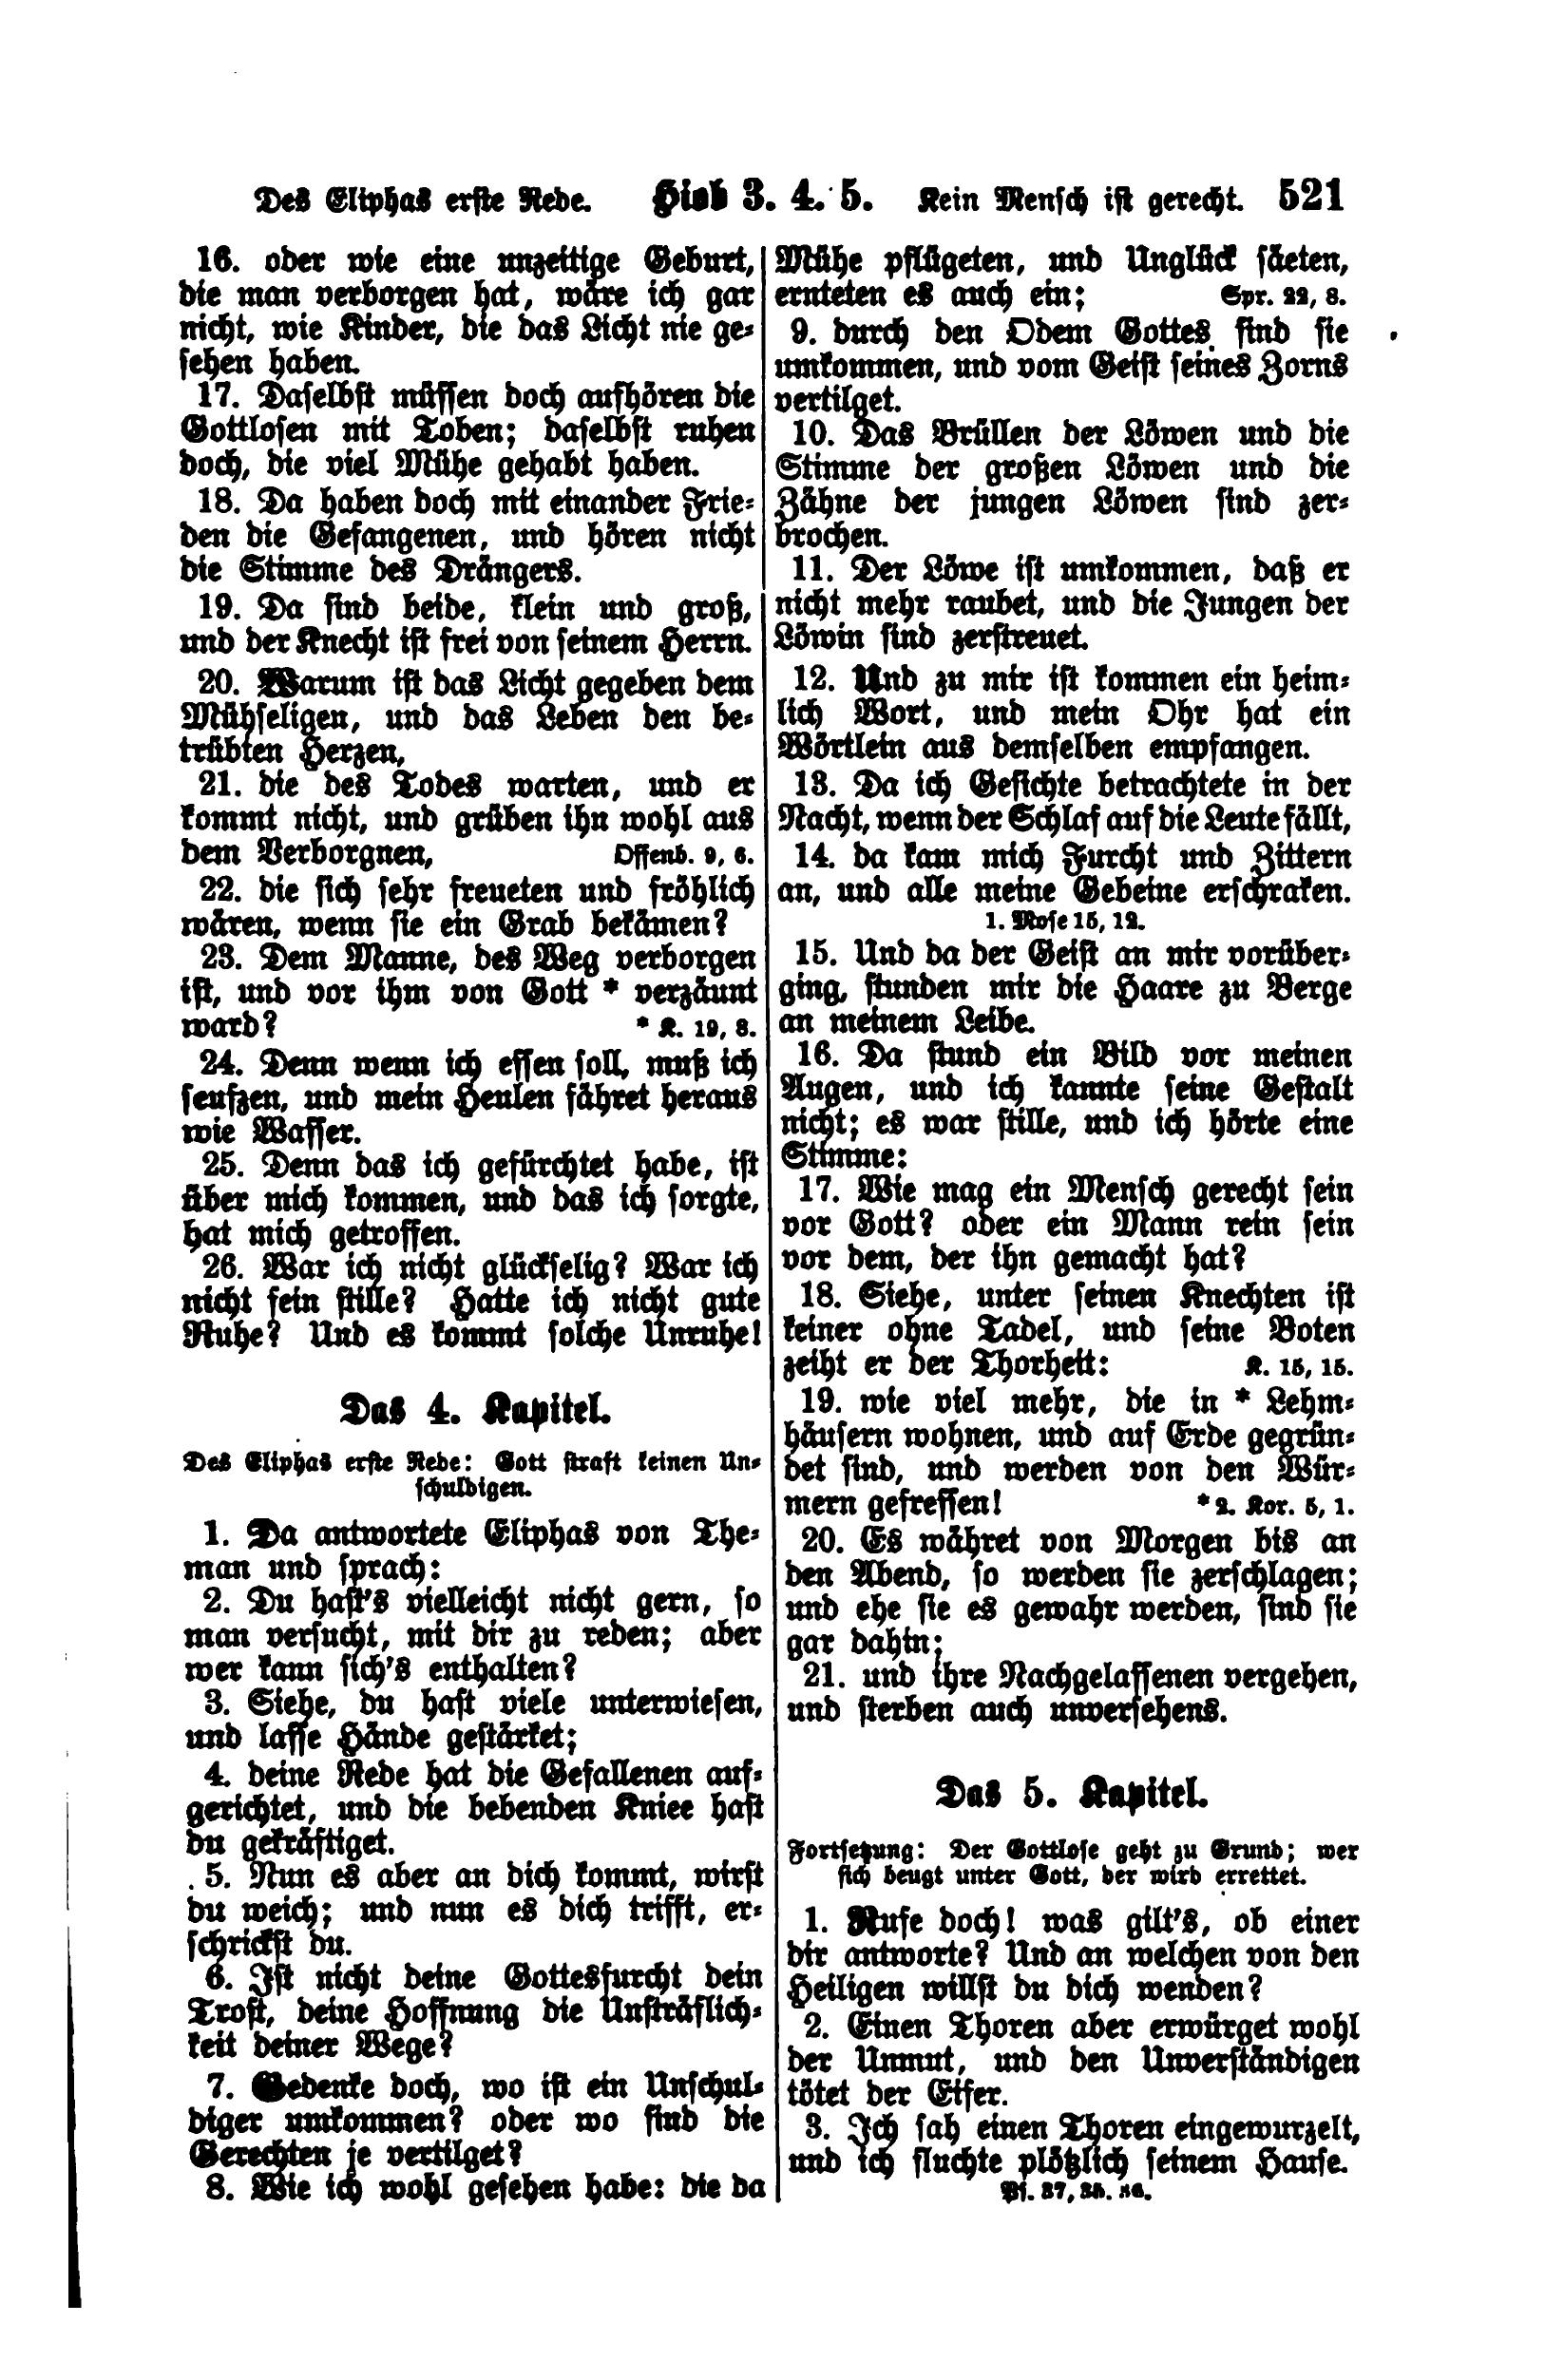 Des Eliphas erste Rede. Hiob 3. 4. 5. Kein Mensch ist gerecht. 521
16. oder wie eine unzeitige Geburt,
die man verborgen hat, wäre ich gar
nicht, wie Kinder, die das Licht nie ge-
sehen haben.
17. Daselbst müssen doch aufhören die
Gottlosen mit Toben; daselbst ruhen
doch, die viel Mühe gehabt haben.
18. Da haben doch mit einander Frie-
den die Gefangenen, und hören nicht
die Stimme des Drängers.
19. Da sind beide, klein und groß,
und der Knecht ist frei von seinem Herrn.
20. Warum ist das Licht gegeben dem
Mühseligen, und das Leben den be-
trübten Herzen,
21. die des Todes warten, und er
kommt nicht, und grüben ihn wohl aus
dem Verborgnen, Offenb. 9, 6.
22. die sich sehr freueten und fröhlich
wären, wenn sie ein Grab bekämen?
23. Dem Manne, des Weg verborgen
ist, und vor ihm von Gott * verzäunt
ward? * K. 19, 8.
24. Denn wenn ich essen soll, muß ich
seufzen, und mein Heulen fähret heraus
wie Wasser.
25. Denn das ich gefürchtet habe, ist
über mich kommen, und das ich sorgte,
hat mich getroffen.
26. War ich nicht glückselig? War ich
nicht fein stille? Hatte ich nicht gute
Ruhe? Und es kommt solche Unruhe!
Das 4. Kapitel.
Des Eliphas erste Rede: Gott straft keinen Un-
schuldigen.
1. Da antwortete Eliphas von The-
man und sprach:
2. Du hast's vielleicht nicht gern, so
man versucht, mit dir zu reden; aber
wer kann sich's enthalten?
3. Siehe, du hast viele unterwiesen,
und lasse Hände gestärket;
4. deine Rede hat die Gefallenen auf-
gerichtet, und die bebenden Kniee hast
du gekräftiget.
5. Nun es aber an dich kommt, wirst
du weich; und nun es dich trifft, er-
schrickst du.
6. Ist nicht deine Gottesfurcht dein
Trost, deine Hoffnung die Unsträflich-
keit deiner Wege?
7. Gedenke doch, wo ist ein Unschul-
diger umkommen? oder wo sind die
Gerechten je vertilget?
8. Wie ich wohl gesehen habe: die da
Mühe pflügeten, und Unglück säeten,
ernteten es auch ein; Spr. 22, 8.
9. durch den Odem Gottes sind sie
umkommen, und vom Geist seines Zorns
vertilget.
10. Das Brüllen der Löwen und die
Stimme der großen Löwen und die
Zähne der jungen Löwen sind zer-
brochen.
11. Der Löwe ist umkommen, daß er
nicht mehr raubet, und die Jungen der
Löwin sind zerstreuet.
12. Und zu mir ist kommen ein heim-
lich Wort, und mein Ohr hat ein
Wörtlein aus demselben empfangen.
13. Da ich Gesichte betrachtete in der
Nacht, wenn der Schlaf auf die Leute fällt,
14. da kam mich Furcht und Zittern
an, und alle meine Gebeine erschraken.
1. Mose 15, 12.
15. Und da der Geist an mir vorüber-
ging, stunden mir die Haare zu Berge
an meinem Leibe.
16. Da stund ein Bild vor meinen
Augen, und ich kannte seine Gestalt
nicht; es war stille, und ich hörte eine
Stimme:
17. Wie mag ein Mensch gerecht sein
vor Gott? oder ein Mann rein sein
vor dem, der ihn gemacht hat?
18. Siehe, unter seinen Knechten ist
keiner ohne Tadel, und seine Boten
zeiht er der Thorheit: K. 15, 15.
19. wie viel mehr, die in * Lehm-
häusern wohnen, und auf Erde gegrün-
det sind, und werden von den Wür-
mern gefressen! * 2. Kor. 5, 1.
20. Es währet von Morgen bis an
den Abend, so werden sie zerschlagen;
und ehe sie es gewahr werden, sind sie
gar dahin;
21. und ihre Nachgelassenen vergehen,
und sterben auch unversehens.
Das 5. Kapitel.
Fortsetzung: Der Gottlose geht zu Grund; wer
sich beugt unter Gott, der wird errettet.
1. Rufe doch! was gilt's, ob einer
dir antworte? Und an welchen von den
Heiligen willst du dich wenden?
2. Einen Thoren aber erwürget wohl
der Unmut, und den Unverständigen
tötet der Eifer.
3. Ich sah einen Thoren eingewurzelt,
und ich fluchte plötzlich seinem Hause.
Ps. 37, 35. 36.